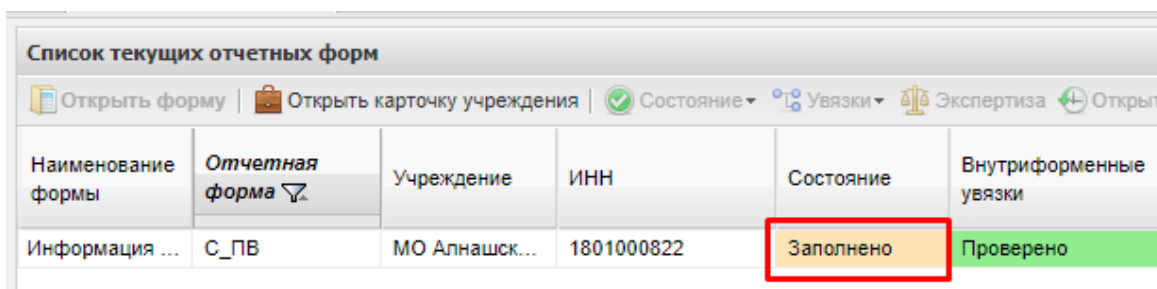 Список текущих отчетных форм
Открыть форму | Открыть карточку учреждения | Состояние Увязки Экспертиза Открыт
Наименование формы Отчетная форма Учреждение ИНН Состояние Внутриформенные увязки
Информация ... С_ПВ МО Алнашск... 1801000822 Заполнено Проверено